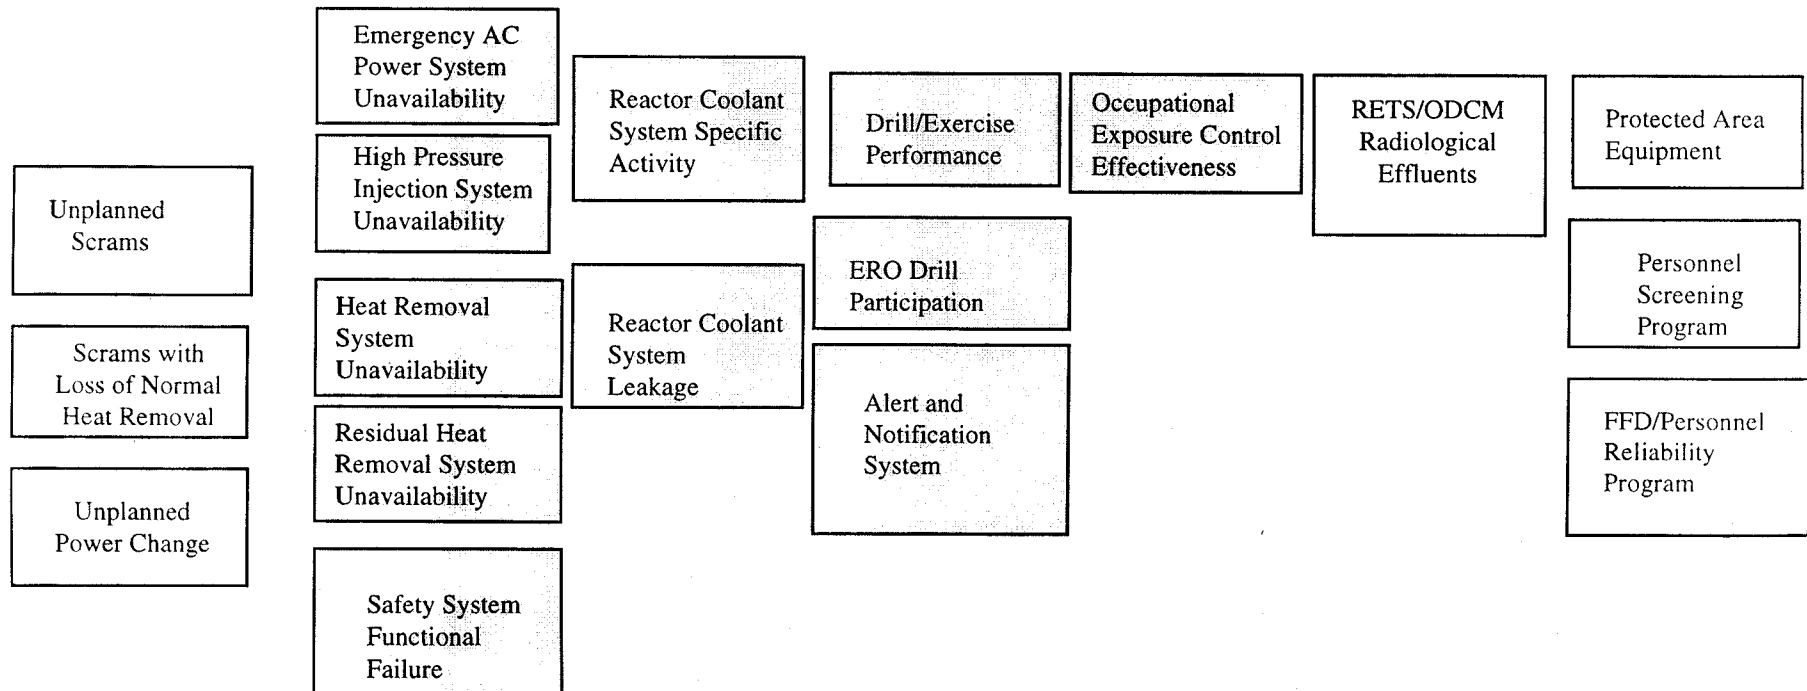 Unplanned
Scrams
Scrams with
Loss of Normal
Heat Removal
Unplanned
Power Change
Emergency AC
Power System
Unavailability
High Pressure
Injection System
Unavailability
Heat Removal
System
Unavailability
Residual Heat
Removal System
Unavailability
Safety System
Functional
Failure
Reactor Coolant
System Specific
Activity
Reactor Coolant
System
Leakage
Drill/Exercise
Performance
ERO Drill
Participation
Alert and
Notification
System
Occupational
Exposure Control
Effectiveness
RETS/ODCM
Radiological
Effluents
Protected Area
Equipment
Personnel
Screening
Program
FFD/Personnel
Reliability
Program